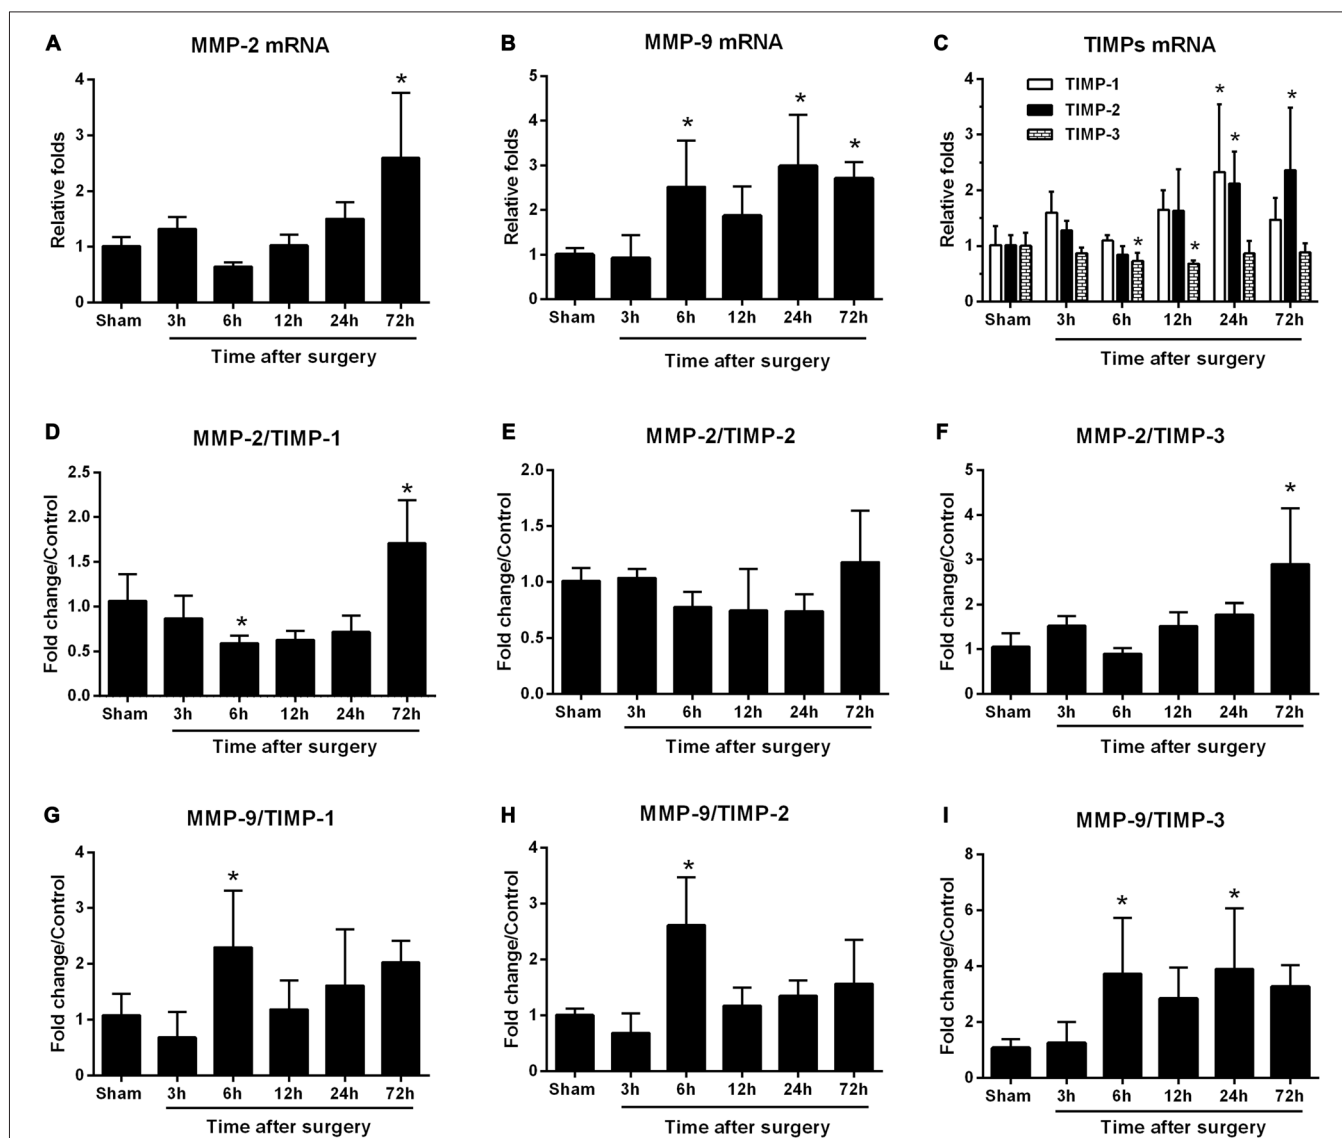 A
MMP-2 mRNA
Relative folds
4
3
2
1
0
*
Sham 3h 6h 12h 24h 72h
Time after surgery
B
MMP-9 mRNA
Relative folds
5
4
3
2
1
0
* * *
Sham 3h 6h 12h 24h 72h
Time after surgery
C
TIMPs mRNA
Relative folds
4
3
2
1
0
TIMP-1
TIMP-2
TIMP-3
* * * * *
Sham 3h 6h 12h 24h 72h
Time after surgery
D
MMP-2/TIMP-1
Fold change/Control
2.5
2.0
1.5
1.0
0.5
0.0
* *
Sham 3h 6h 12h 24h 72h
Time after surgery
E
MMP-2/TIMP-2
Fold change/Control
2.0
1.5
1.0
0.5
0.0
Sham 3h 6h 12h 24h 72h
Time after surgery
F
MMP-2/TIMP-3
Fold change/Control
5
4
3
2
1
0
*
Sham 3h 6h 12h 24h 72h
Time after surgery
G
MMP-9/TIMP-1
Fold change/Control
4
3
2
1
0
*
Sham 3h 6h 12h 24h 72h
Time after surgery
H
MMP-9/TIMP-2
Fold change/Control
4
3
2
1
0
*
Sham 3h 6h 12h 24h 72h
Time after surgery
I
MMP-9/TIMP-3
Fold change/Control
8
6
4
2
0
* *
Sham 3h 6h 12h 24h 72h
Time after surgery